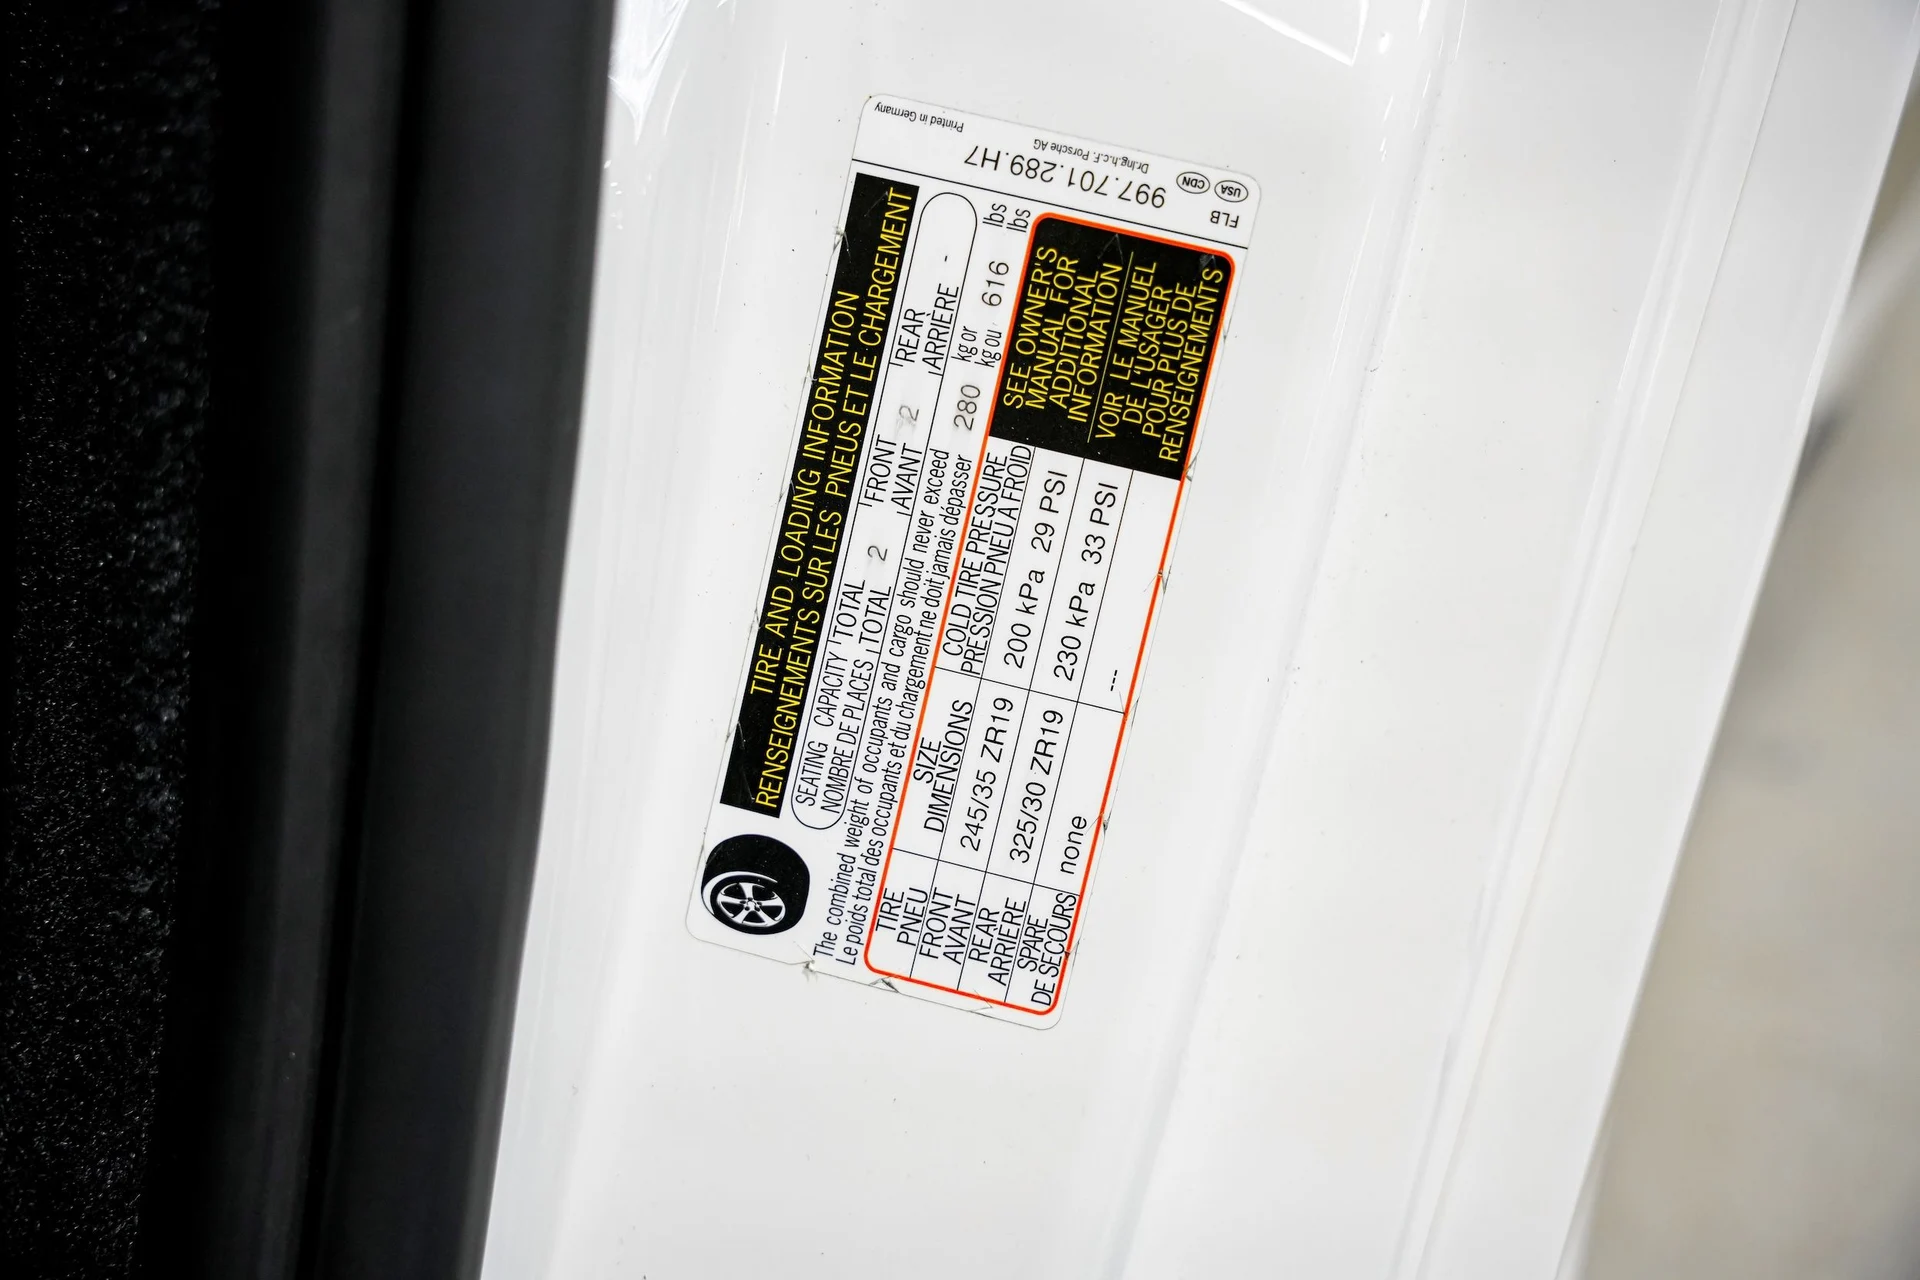 TIRE AND LOADING INFORMATION
RENSEIGNEMENTS SUR LES PNEUS ET LE CHARGEMENT
SEATING CAPACITY TOTAL FRONT REAR
NOMBRE DE PLACES TOTAL 2 AVANT 2 ARRIÈRE -
The combined weight of occupants and cargo should never exceed 280 kg or 616 lbs
Le poids total des occupants et du chargement ne doit jamais dépasser kg ou lbs
TIRE SIZE COLD TIRE PRESSURE
PNEU DIMENSIONS PRESSION PNEU À FROID
FRONT
AVANT 245/35 ZR19 200 kPa 29 PSI
REAR
ARRIÈRE 325/30 ZR19 230 kPa 33 PSI
SPARE
DE SECOURS none ---
SEE OWNER'S
MANUAL FOR
ADDITIONAL
INFORMATION
VOIR LE MANUEL
DE L'USAGER
POUR PLUS DE
RENSEIGNEMENTS
FLB
USA CDN
997.701.289.H7
Dr.Ing.h.c.F. Porsche AG
Printed in Germany